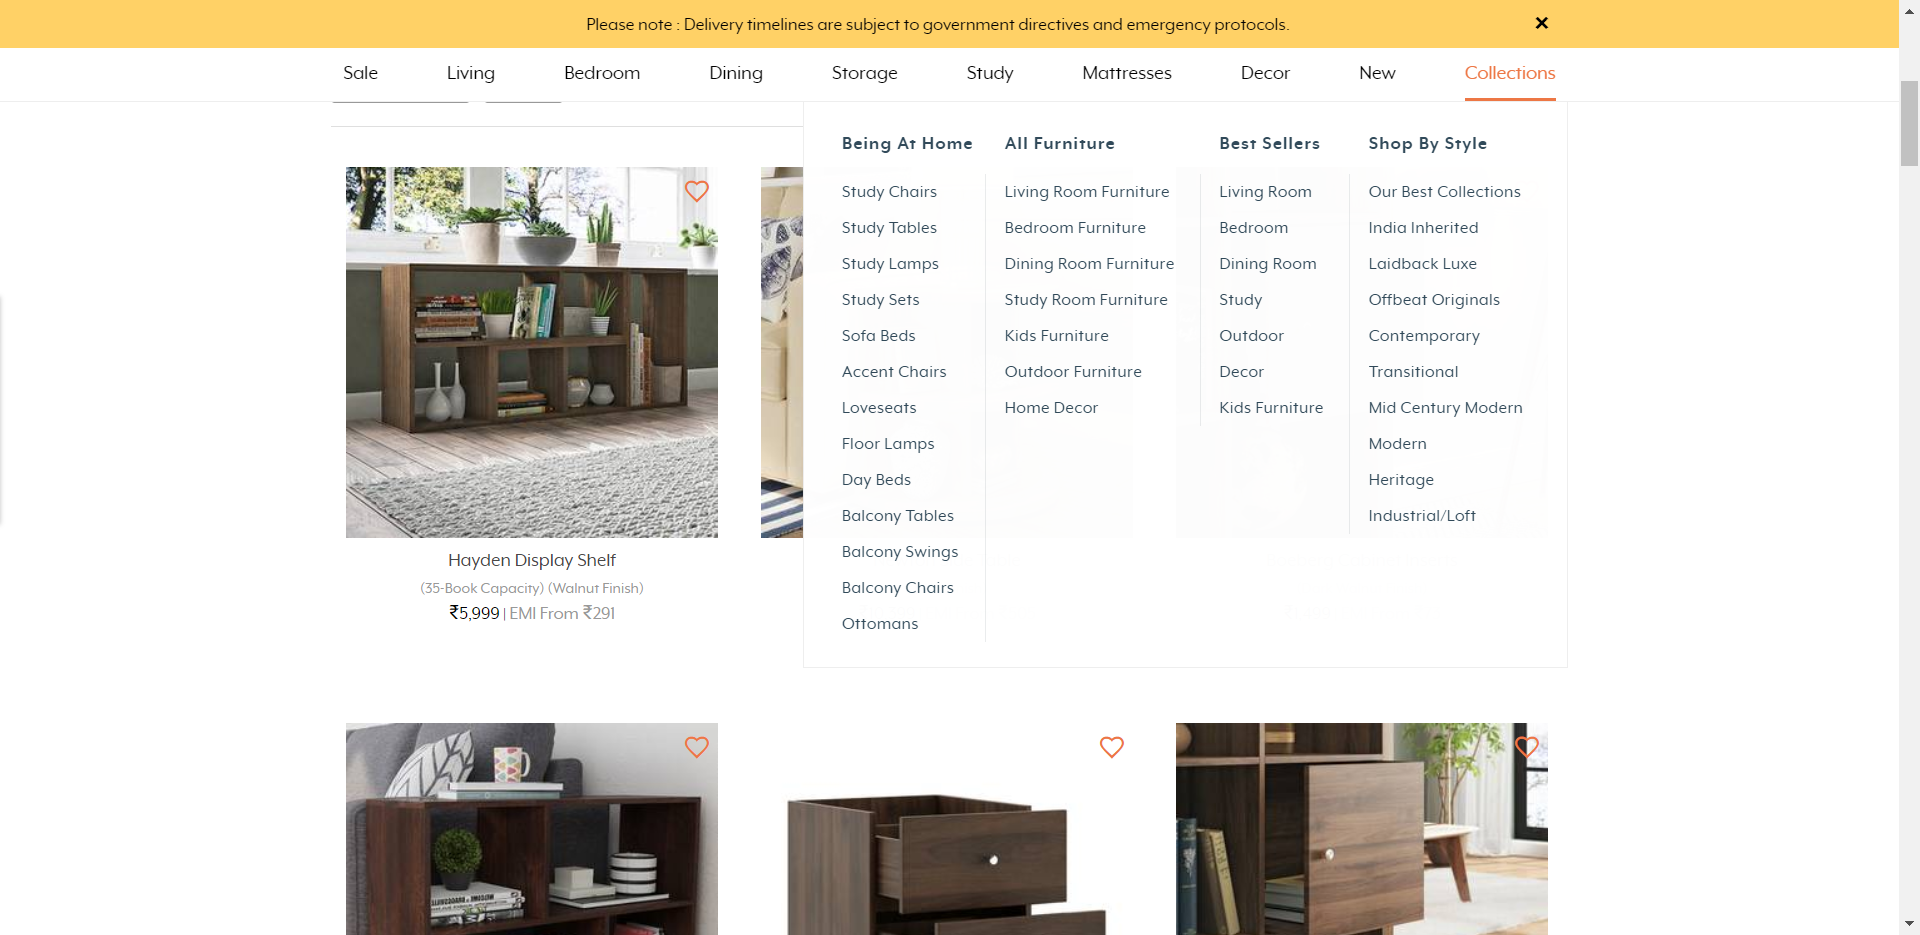 Please note : Delivery timelines are subject to government directives and emergency protocols.
Sale Living Bedroom Dining Storage Study Mattresses Decor New Collections
Being At Home
Study Chairs
Study Tables
Study Lamps
Study Sets
Sofa Beds
Accent Chairs
Loveseats
Floor Lamps
Day Beds
Balcony Tables
Balcony Swings
Balcony Chairs
Ottomans
All Furniture
Living Room Furniture
Bedroom Furniture
Dining Room Furniture
Study Room Furniture
Kids Furniture
Outdoor Furniture
Home Decor
Best Sellers
Living Room
Bedroom
Dining Room
Study
Outdoor
Decor
Kids Furniture
Shop By Style
Our Best Collections
India Inherited
Laidback Luxe
Offbeat Originals
Contemporary
Transitional
Mid Century Modern
Modern
Heritage
Industrial/Loft
Hayden Display Shelf
(35-Book Capacity) (Walnut Finish)
₹5,999 | EMI From ₹291